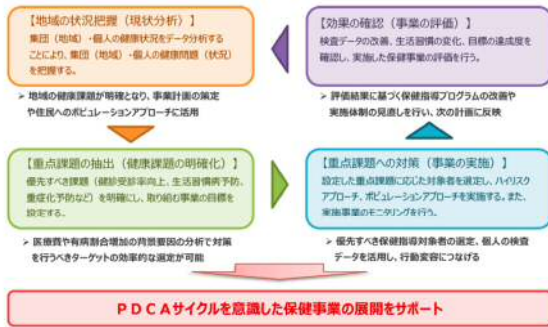 【地域の状況把握（現状分析）】
集団（地域）・個人の健康状況をデータ分析する
ことにより、集団（地域）・個人の健康問題（状況）
を把握する。
➢ 地域の健康課題が明確となり、事業計画の策定
や住民へのポピュレーションアプローチに活用
【効果の確認（事業の評価）】
検査データの改善、生活習慣の変化、目標の達成度を
確認し、実施した保健事業の評価を行う。
➢ 評価結果に基づく保健指導プログラムの改善や
実施体制の見直しを行い、次の計画に反映
【重点課題の抽出（健康課題の明確化）】
優先すべき課題（健診受診率向上、生活習慣病予防、
重症化予防など）を明確にし、取り組む事業の目標を
設定する。
➢ 医療費や有病割合増加の背景要因の分析で対策
を行うべきターゲットの効率的な選定が可能
【重点課題への対策（事業の実施）】
設定した重点課題に応じた対象者を選定し、ハイリスク
アプローチ、ポピュレーションアプローチを実施する。また、
実施事業のモニタリングを行う。
➢ 優先すべき保健指導対象者の選定、個人の検査
データを活用し、行動変容につなげる
ＰＤＣＡサイクルを意識した保健事業の展開をサポート